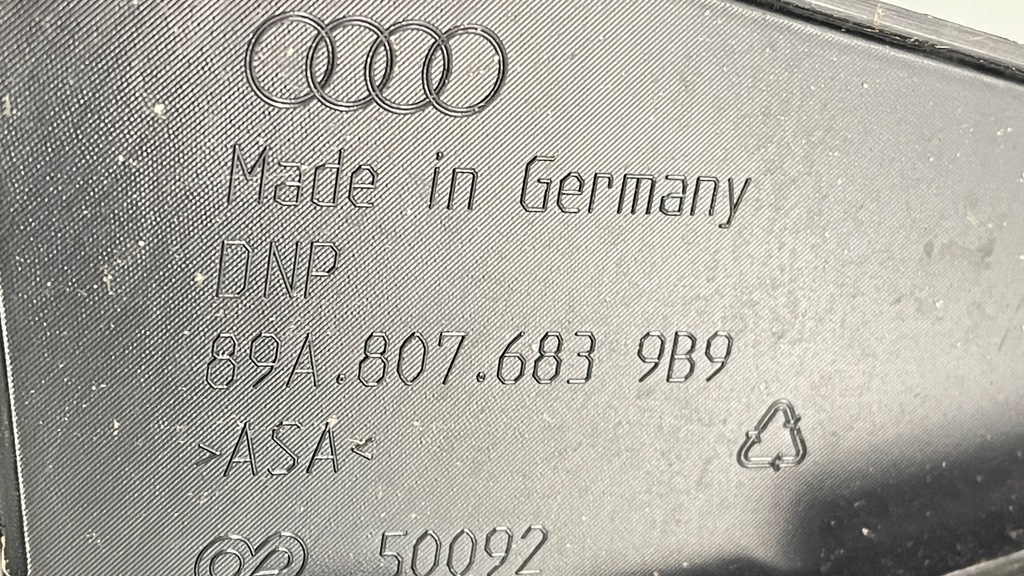 Made in Germany
DNP
89A.807.683 9B9
>ASA<
50092